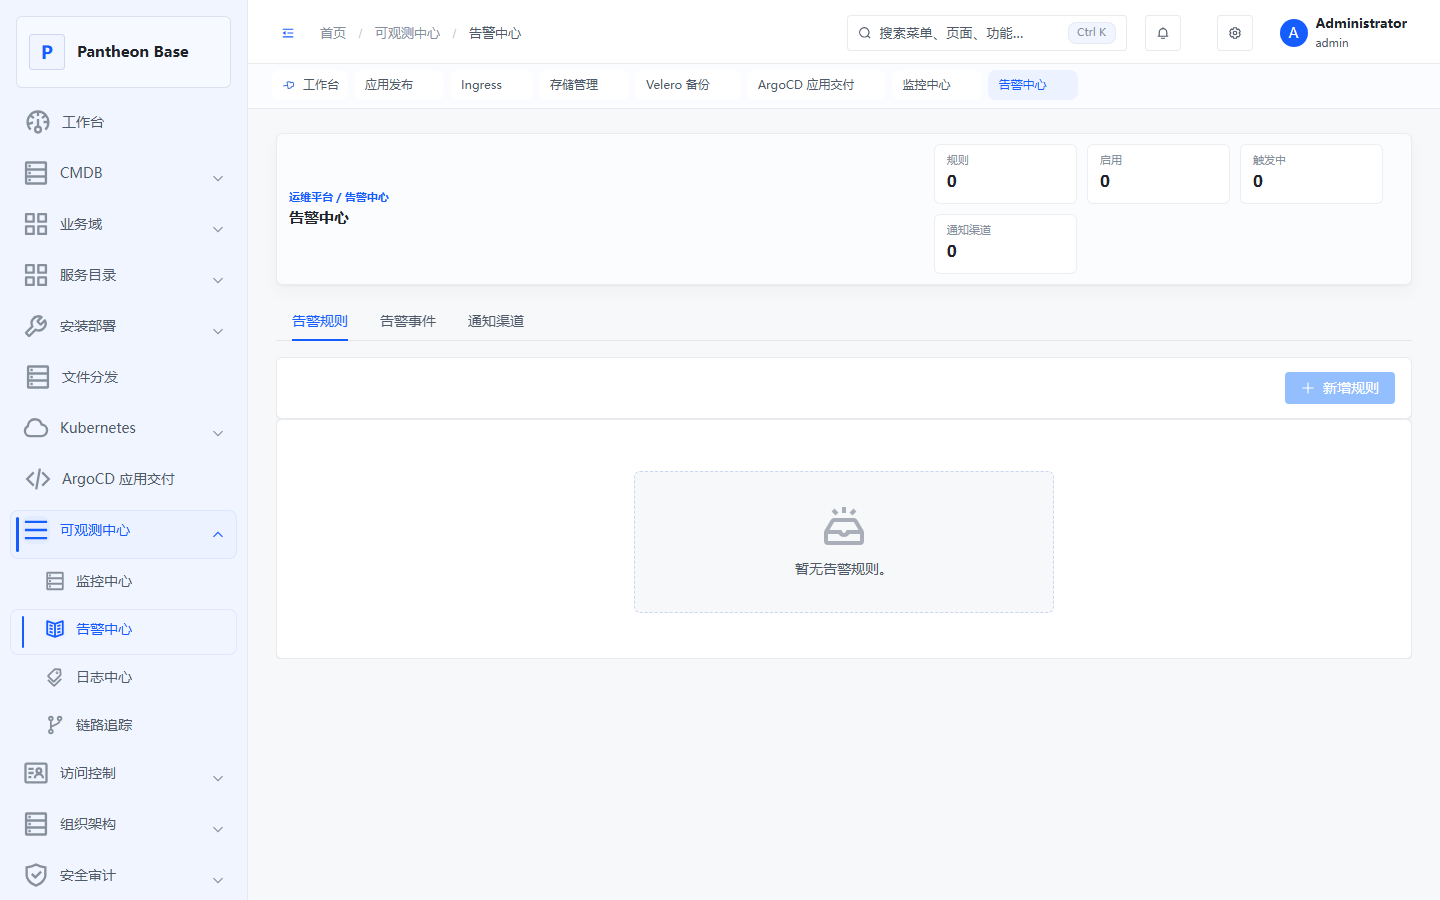 P
Pantheon Base
工作台
CMDB
业务域
服务目录
安装部署
文件分发
Kubernetes
ArgoCD 应用交付
可观测中心
监控中心
告警中心
日志中心
链路追踪
访问控制
组织架构
安全审计
首页 / 可观测中心 / 告警中心
搜索菜单、页面、功能... Ctrl K
A
Administrator
admin
工作台 应用发布 Ingress 存储管理 Velero 备份 ArgoCD 应用交付 监控中心 告警中心
运维平台 / 告警中心
告警中心
规则
0
启用
0
触发中
0
通知渠道
0
告警规则 告警事件 通知渠道
新增规则
暂无告警规则。